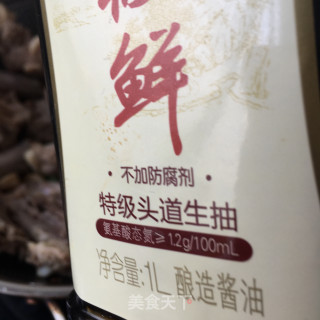 鲜
·不加防腐剂·
特级头道生抽
氨基酸态氮≥1.2g/100mL
净含量:1L 酿造酱油
美食天下